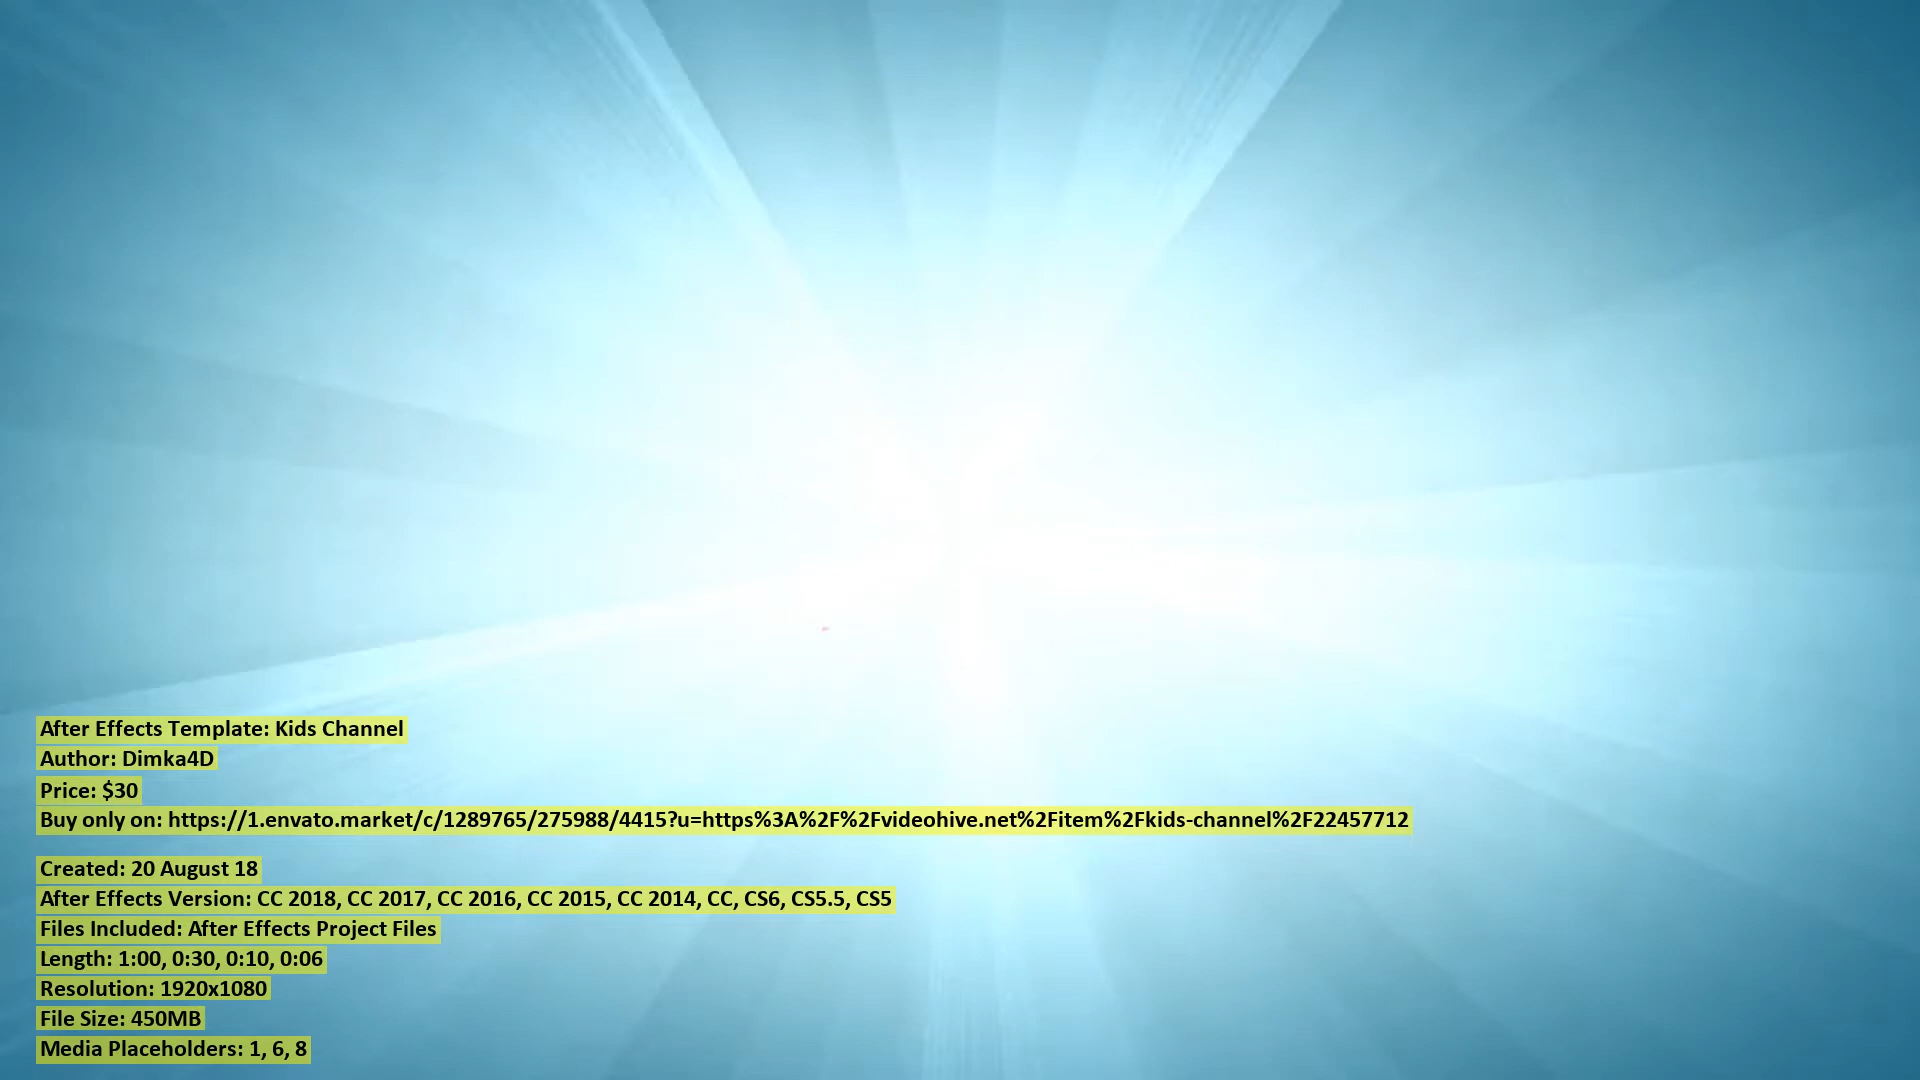 After Effects Template: Kids Channel
Author: Dimka4D
Price: $30
Buy only on: https://1.envato.market/c/1289765/275988/4415?u=https%3A%2F%2Fvideohive.net%2Fitem%2Fkids-channel%2F22457712
Created: 20 August 18
After Effects Version: CC 2018, CC 2017, CC 2016, CC 2015, CC 2014, CC, CS6, CS5.5, CS5
Files Included: After Effects Project Files
Length: 1:00, 0:30, 0:10, 0:06
Resolution: 1920x1080
File Size: 450MB
Media Placeholders: 1, 6, 8